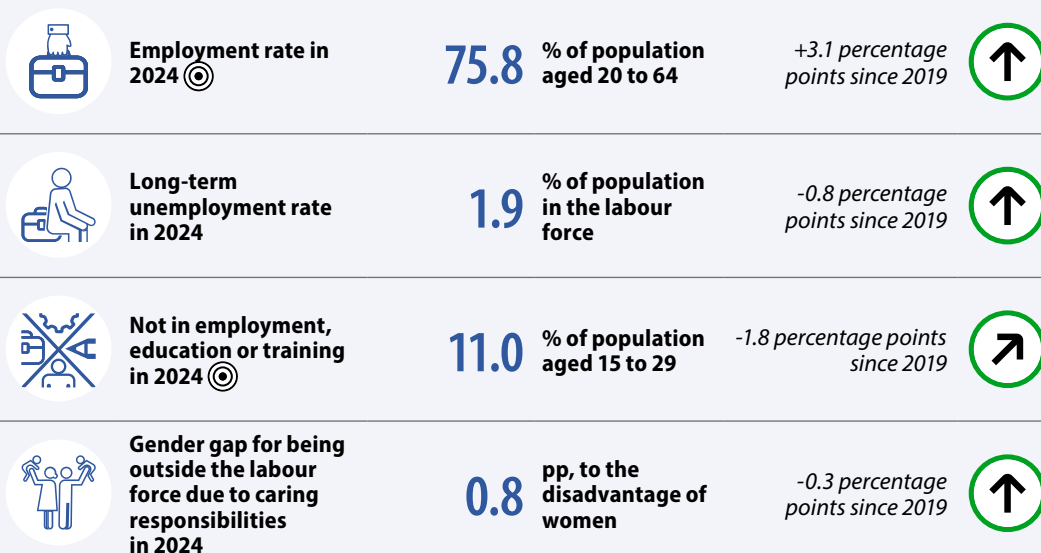 Employment rate in
2024
75.8
% of population
aged 20 to 64
+3.1 percentage
points since 2019
Long-term
unemployment rate
in 2024
1.9
% of population
in the labour
force
-0.8 percentage
points since 2019
Not in employment,
education or training
in 2024
11.0
% of population
aged 15 to 29
-1.8 percentage points
since 2019
Gender gap for being
outside the labour
force due to caring
responsibilities
in 2024
0.8
pp, to the
disadvantage of
women
-0.3 percentage
points since 2019